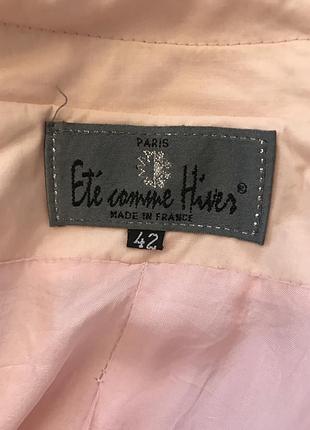 PARIS
Eté comme Hiver®
MADE IN FRANCE
42